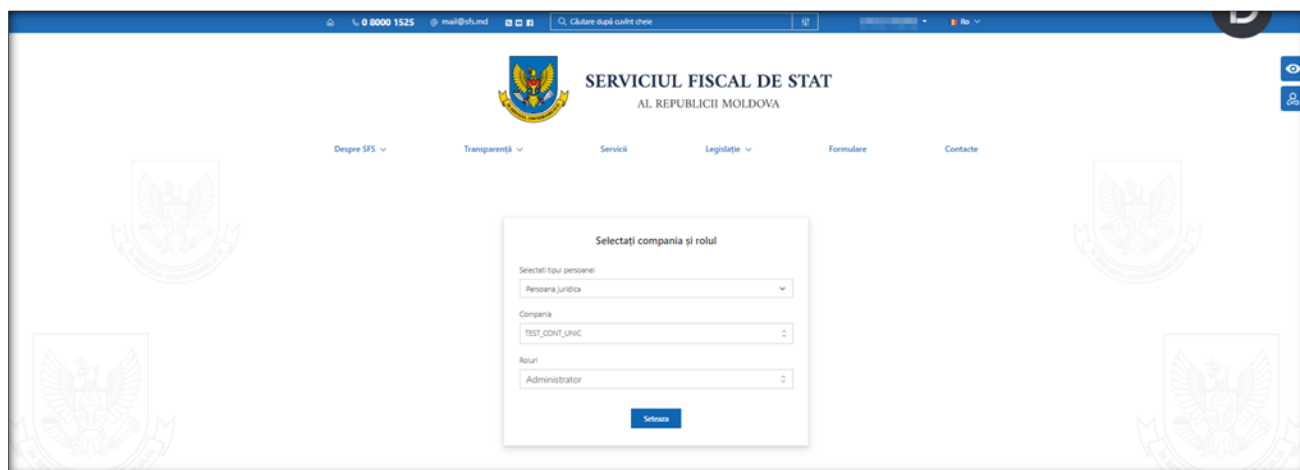 0 8000 1525 mail@sfs.md Căutare după cuvînt cheie Ro
SERVICIUL FISCAL DE STAT
AL REPUBLICII MOLDOVA
Despre SFS Transparență Servicii Legislație Formulare Contacte
Selectați compania și rolul
Selectati tipul persoanei
Persoana juridica
Compania
TEST_CONT_UNIC
Roluri
Administrator
Seteaza